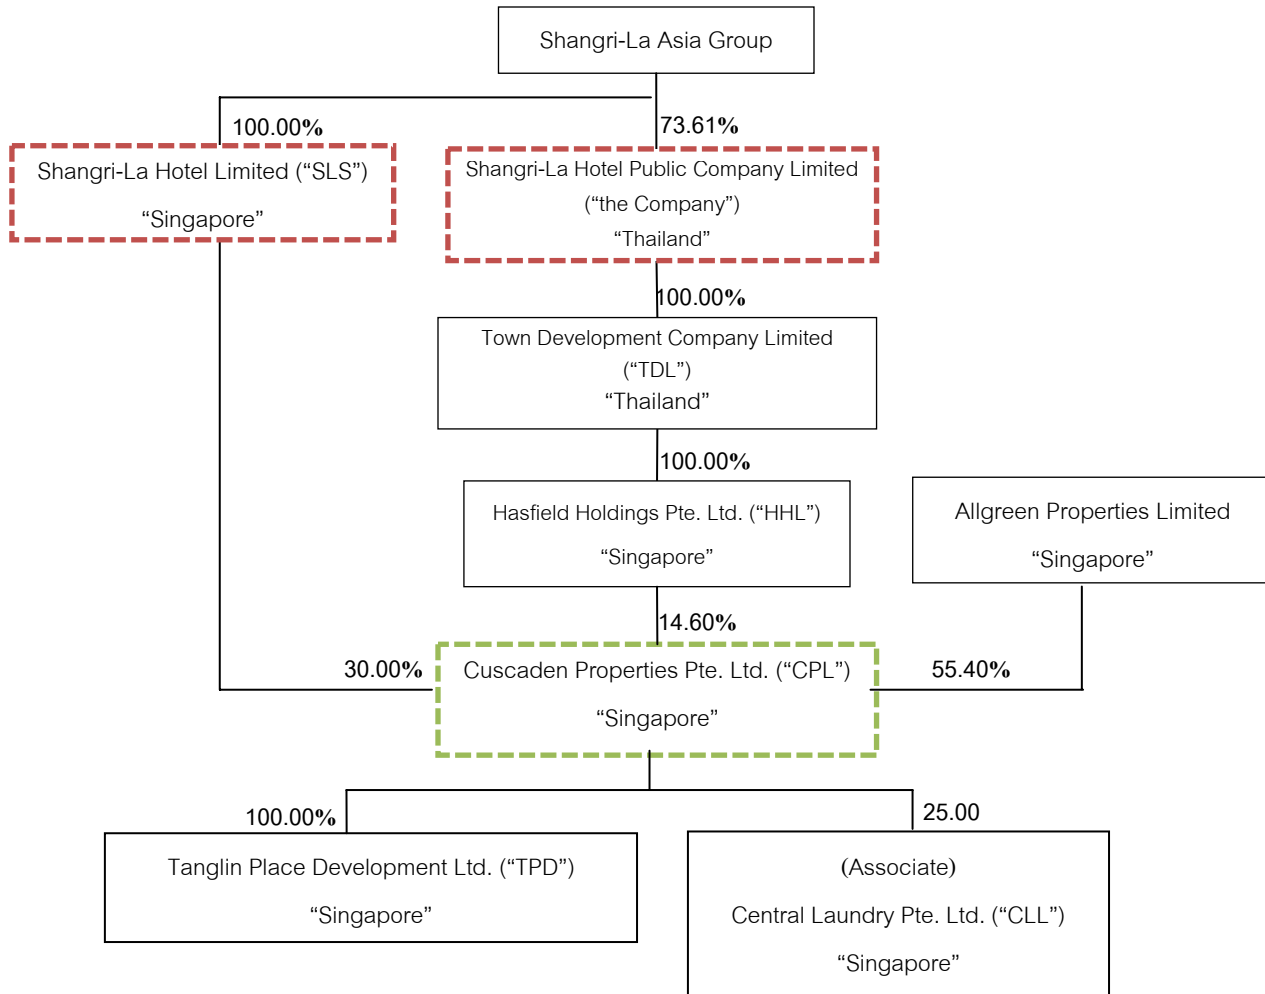 Shangri-La Asia Group
100.00%
73.61%
Shangri-La Hotel Limited (“SLS”)
“Singapore”
Shangri-La Hotel Public Company Limited
(“the Company”)
“Thailand”
100.00%
Town Development Company Limited
(“TDL”)
“Thailand”
100.00%
Hasfield Holdings Pte. Ltd. (“HHL”)
“Singapore”
Allgreen Properties Limited
“Singapore”
14.60%
30.00%
55.40%
Cuscaden Properties Pte. Ltd. (“CPL”)
“Singapore”
100.00%
25.00
Tanglin Place Development Ltd. (“TPD”)
“Singapore”
(Associate)
Central Laundry Pte. Ltd. (“CLL”)
“Singapore”